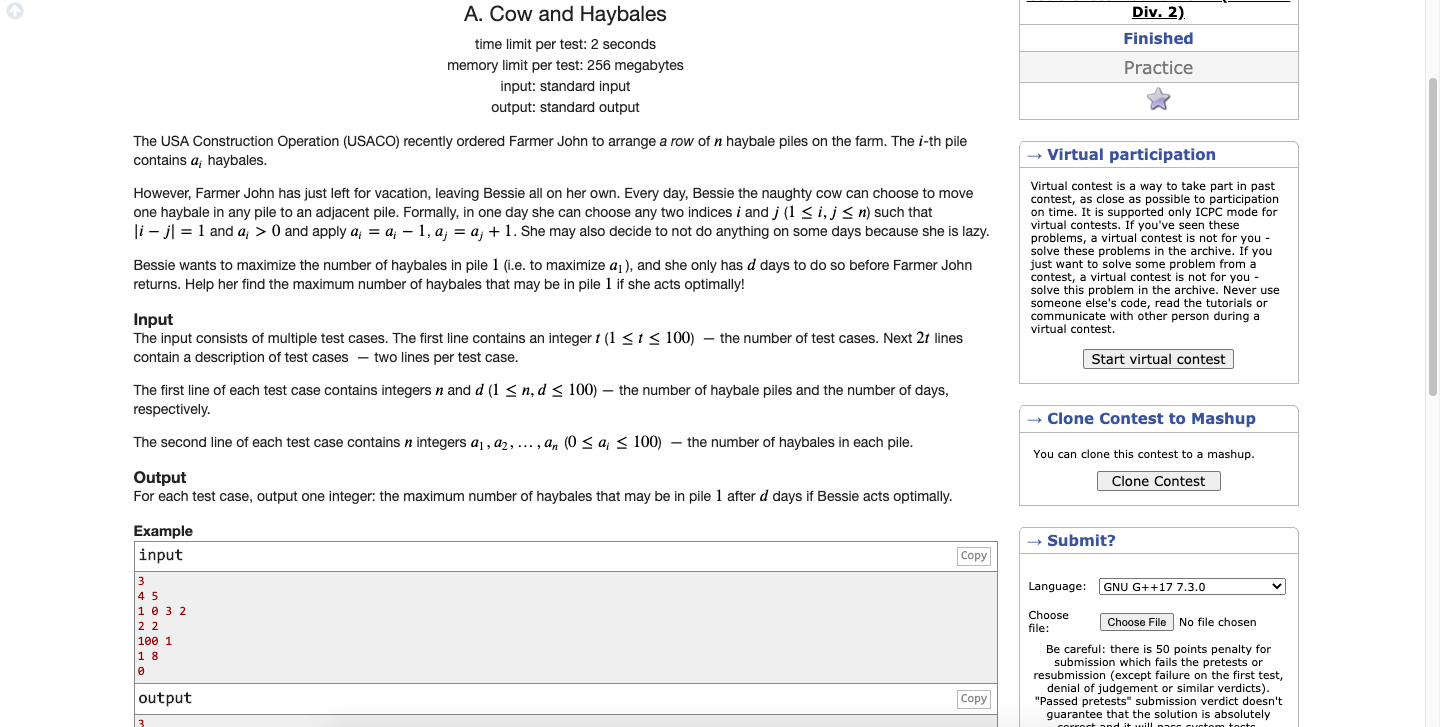 A. Cow and Haybales
time limit per test: 2 seconds
memory limit per test: 256 megabytes
input: standard input
output: standard output
The USA Construction Operation (USACO) recently ordered Farmer John to arrange a row of n haybale piles on the farm. The i-th pile
contains aᵢ haybales.
However, Farmer John has just left for vacation, leaving Bessie all on her own. Every day, Bessie the naughty cow can choose to move
one haybale in any pile to an adjacent pile. Formally, in one day she can choose any two indices i and j (1 ≤ i, j ≤ n) such that
|i − j| = 1 and aᵢ > 0 and apply aᵢ = aᵢ − 1, aⱼ = aⱼ + 1. She may also decide to not do anything on some days because she is lazy.
Bessie wants to maximize the number of haybales in pile 1 (i.e. to maximize a₁), and she only has d days to do so before Farmer John
returns. Help her find the maximum number of haybales that may be in pile 1 if she acts optimally!
Input
The input consists of multiple test cases. The first line contains an integer t (1 ≤ t ≤ 100) — the number of test cases. Next 2t lines
contain a description of test cases — two lines per test case.
The first line of each test case contains integers n and d (1 ≤ n, d ≤ 100) — the number of haybale piles and the number of days,
respectively.
The second line of each test case contains n integers a₁, a₂, …, aₙ (0 ≤ aᵢ ≤ 100) — the number of haybales in each pile.
Output
For each test case, output one integer: the maximum number of haybales that may be in pile 1 after d days if Bessie acts optimally.
Example
input
Copy
3
4 5
1 0 3 2
2 2
100 1
1 8
0
output
Copy
3
Div. 2)
Finished
Practice
→ Virtual participation
Virtual contest is a way to take part in past
contest, as close as possible to participation
on time. It is supported only ICPC mode for
virtual contests. If you've seen these
problems, a virtual contest is not for you -
solve these problems in the archive. If you
just want to solve some problem from a
contest, a virtual contest is not for you -
solve this problem in the archive. Never use
someone else's code, read the tutorials or
communicate with other person during a
virtual contest.
Start virtual contest
→ Clone Contest to Mashup
You can clone this contest to a mashup.
Clone Contest
→ Submit?
Language: GNU G++17 7.3.0
Choose
file:
Choose File No file chosen
Be careful: there is 50 points penalty for
submission which fails the pretests or
resubmission (except failure on the first test,
denial of judgement or similar verdicts).
"Passed pretests" submission verdict doesn't
guarantee that the solution is absolutely
correct and it will pass system tests.